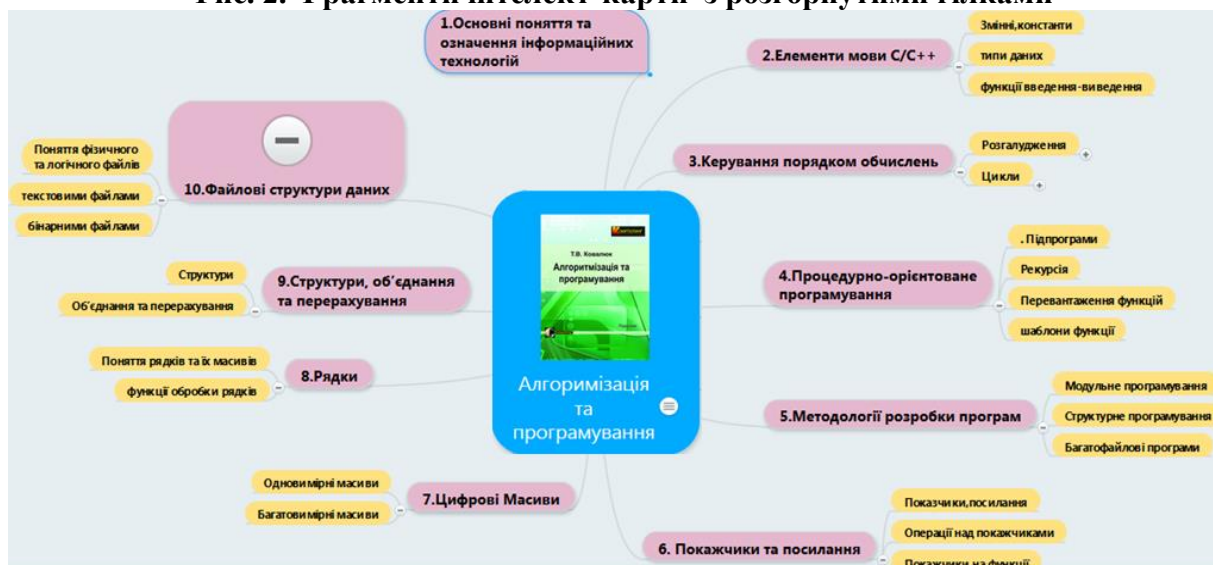 1.Основні поняття та
означення інформаційних
технологій
2.Елементи мови С/С++
Змінні,константи
типи даних
функції введення-виведення
3.Керування порядком обчислень
Розгалудження
Цикли
4.Процедурно-орієнтоване
програмування
. Підпрограми
Рекурсія
Перевантаження функцій
шаблони функції
5.Методології розробки програм
Модульне програмування
Структурне програмування
Багатофайлові програми
6. Покажчики та посилання
Показчики,посилання
Операції над покажчиками
Покажчики на функції
7.Цифрові Масиви
Одновимірні масиви
Багатовимірні масиви
8.Рядки
Поняття рядків та їх масивів
функції обробки рядків
9.Структури, об’єднання
та перерахування
Структури
Об'єднання та перерахування
10.Файлові структури даних
Поняття фізичного
та логічного файлів
текстовими файлами
бінарними файлами
Т.В. Ковалюк
Алгоритмізація та
програмування
Алгоримізація
та
програмування